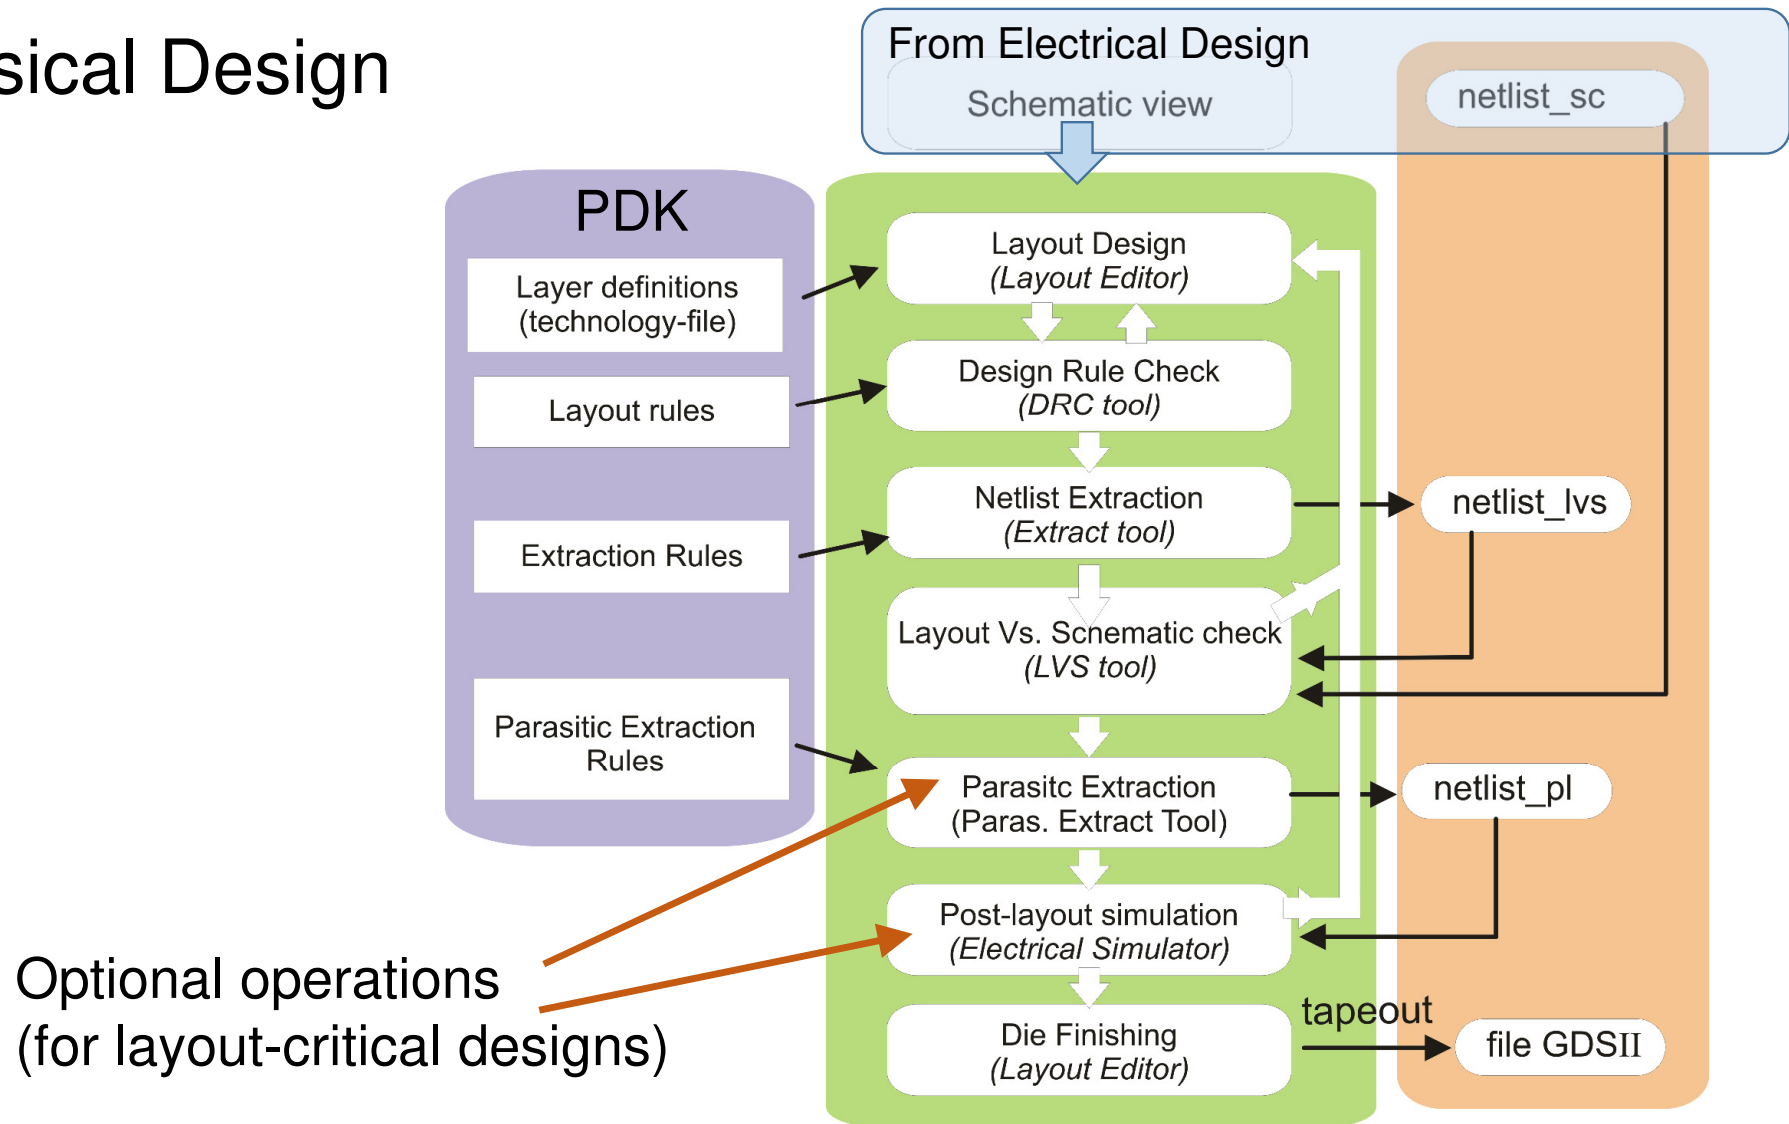 sical Design
From Electrical Design
Schematic view
netlist_sc
PDK
Layer definitions
(technology-file)
Layout rules
Extraction Rules
Parasitic Extraction
Rules
Layout Design
(Layout Editor)
Design Rule Check
(DRC tool)
Netlist Extraction
(Extract tool)
Layout Vs. Schematic check
(LVS tool)
Parasitc Extraction
(Paras. Extract Tool)
Post-layout simulation
(Electrical Simulator)
Die Finishing
(Layout Editor)
netlist_lvs
netlist_pl
tapeout
file GDSII
Optional operations
(for layout-critical designs)